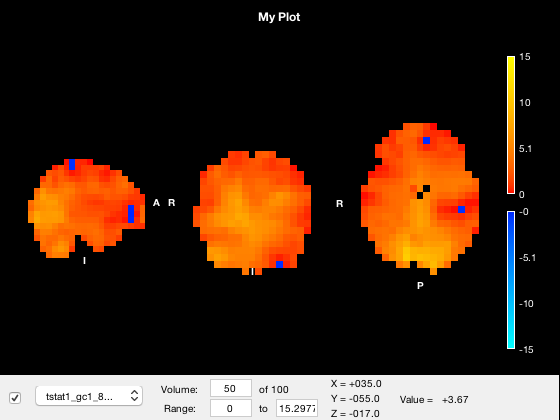 My Plot
15
10
5.1
0
-0
-5.1
-10
-15
A R
R
I
I
P
tstat1_gc1_8...
Volume: 50 of 100
Range: 0 to 15.2977
X = +035.0
Y = -055.0
Z = -017.0
Value = +3.67